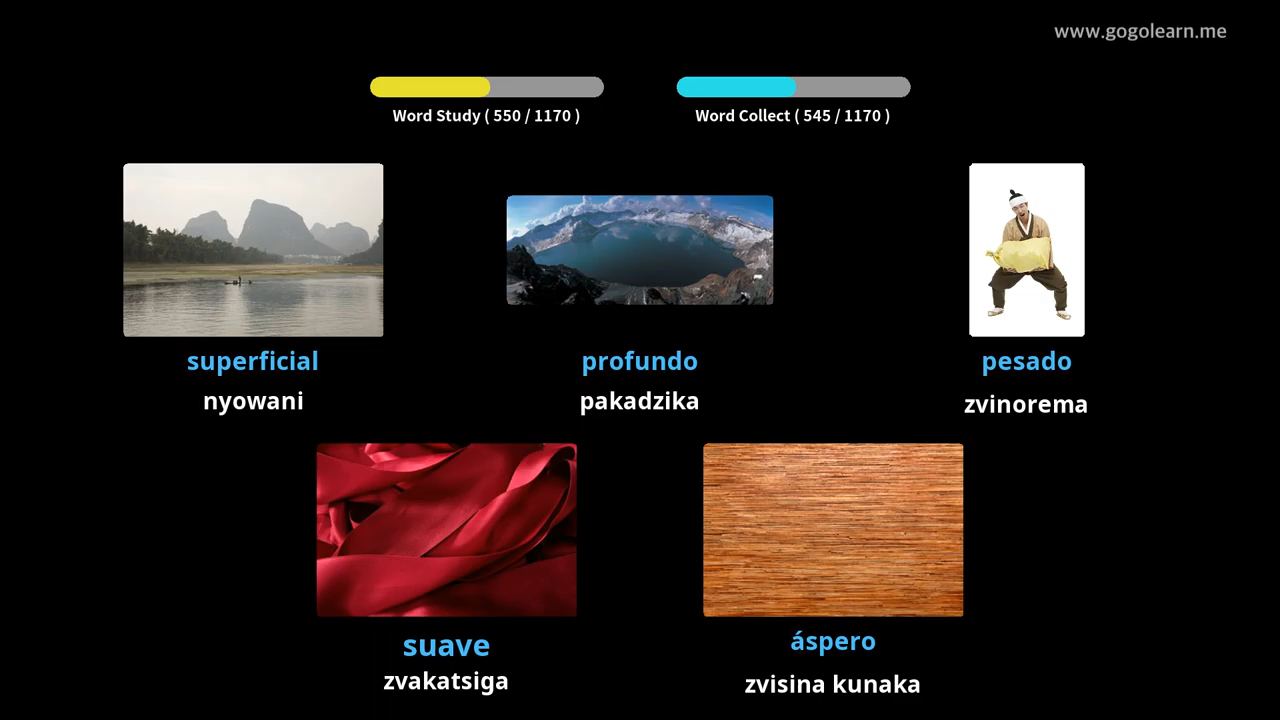 www.gogolearn.me
Word Study ( 550 / 1170 )
Word Collect ( 545 / 1170 )
superficial
nyowani
profundo
pakadzika
pesado
zvinorema
suave
zvakatsiga
áspero
zvisina kunaka